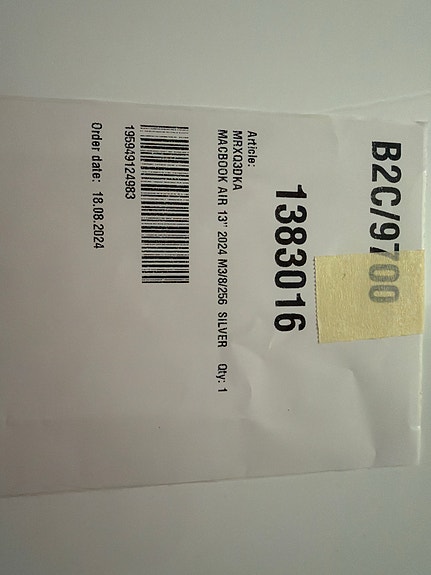 B2C/9700
1383016
Article:
MRXQ3DKA
MACBOOK AIR 13" 2024 M3/8/256 SILVER Qty: 1
195949124983
Order date: 18.08.2024